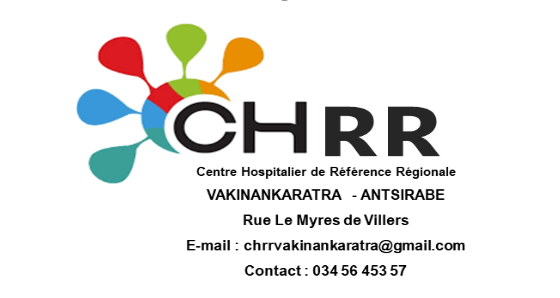 CHRR
Centre Hospitalier de Référence Régionale
VAKINANKARATRA - ANTSIRABE
Rue Le Myres de Villers
E-mail : chrrvakinankaratra@gmail.com
Contact : 034 56 453 57